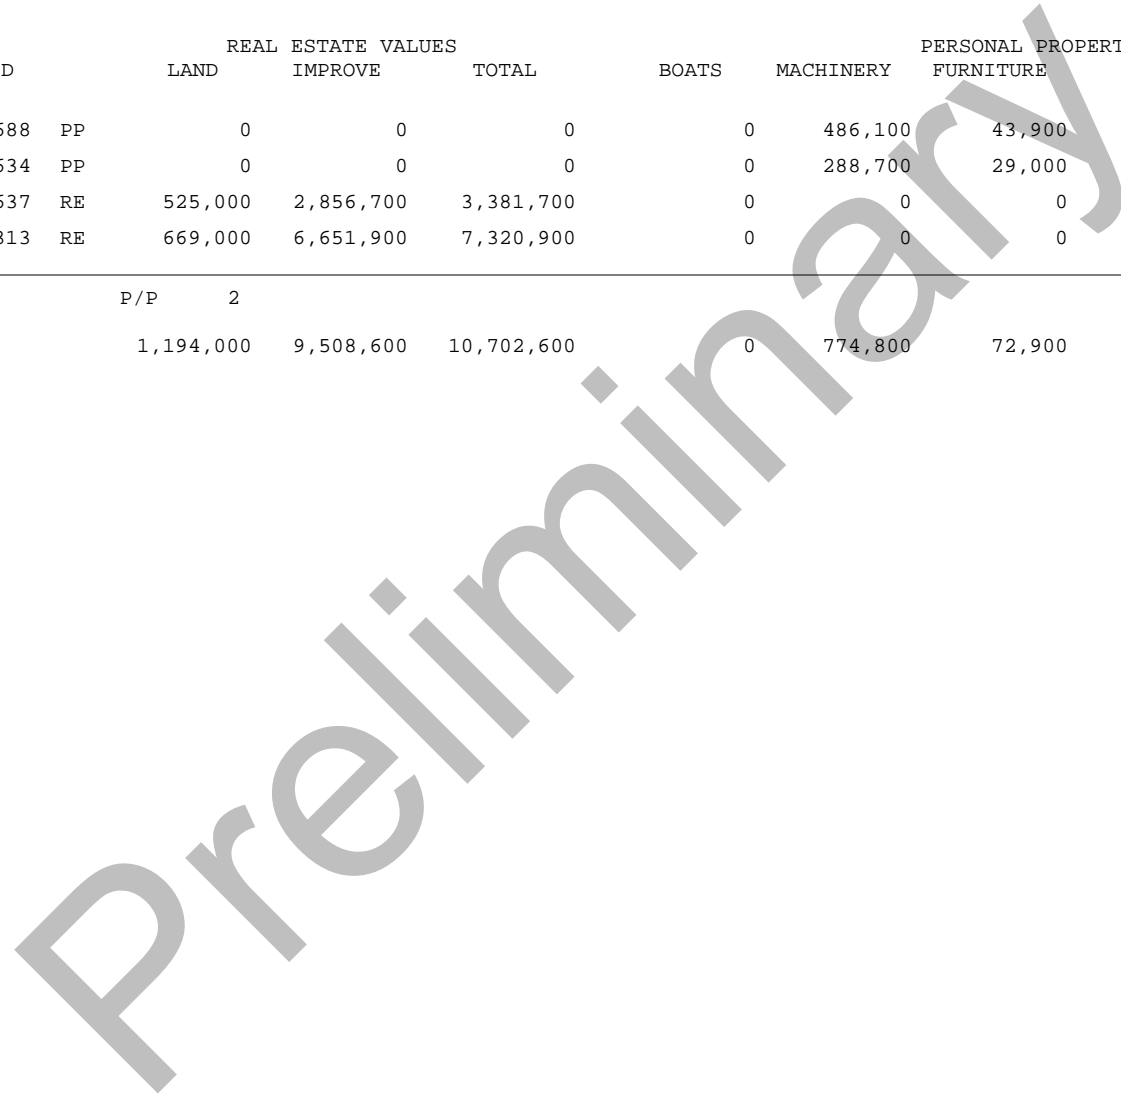 REAL ESTATE VALUES PERSONAL PROPERT
D LAND IMPROVE TOTAL BOATS MACHINERY FURNITURE
588 PP 0 0 0 0 486,100 43,900
534 PP 0 0 0 0 288,700 29,000
537 RE 525,000 2,856,700 3,381,700 0 0 0
313 RE 669,000 6,651,900 7,320,900 0 0 0
P/P 2
1,194,000 9,508,600 10,702,600 0 774,800 72,900
Preliminary